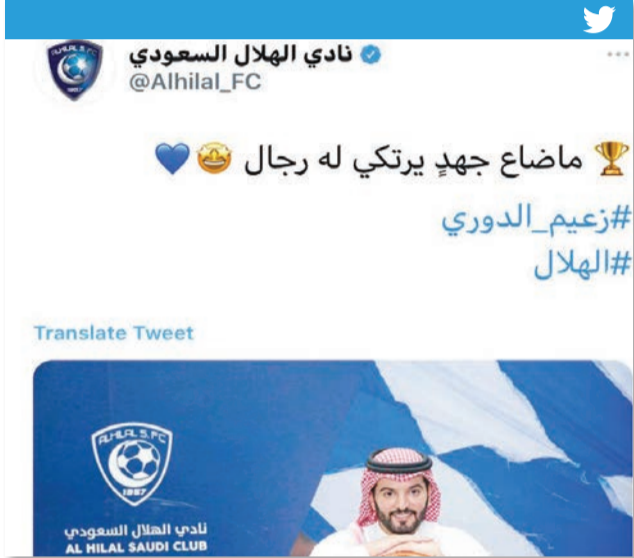 نادي الهلال السعودي
@Alhilal_FC
🏆 ماضاع جهدٍ يرتكي له رجال 🤩💙
#زعيم_الدوري
#الهلال
Translate Tweet
ALHILAL S.FC
1957
نادي الهلال السعودي
AL HILAL SAUDI CLUB